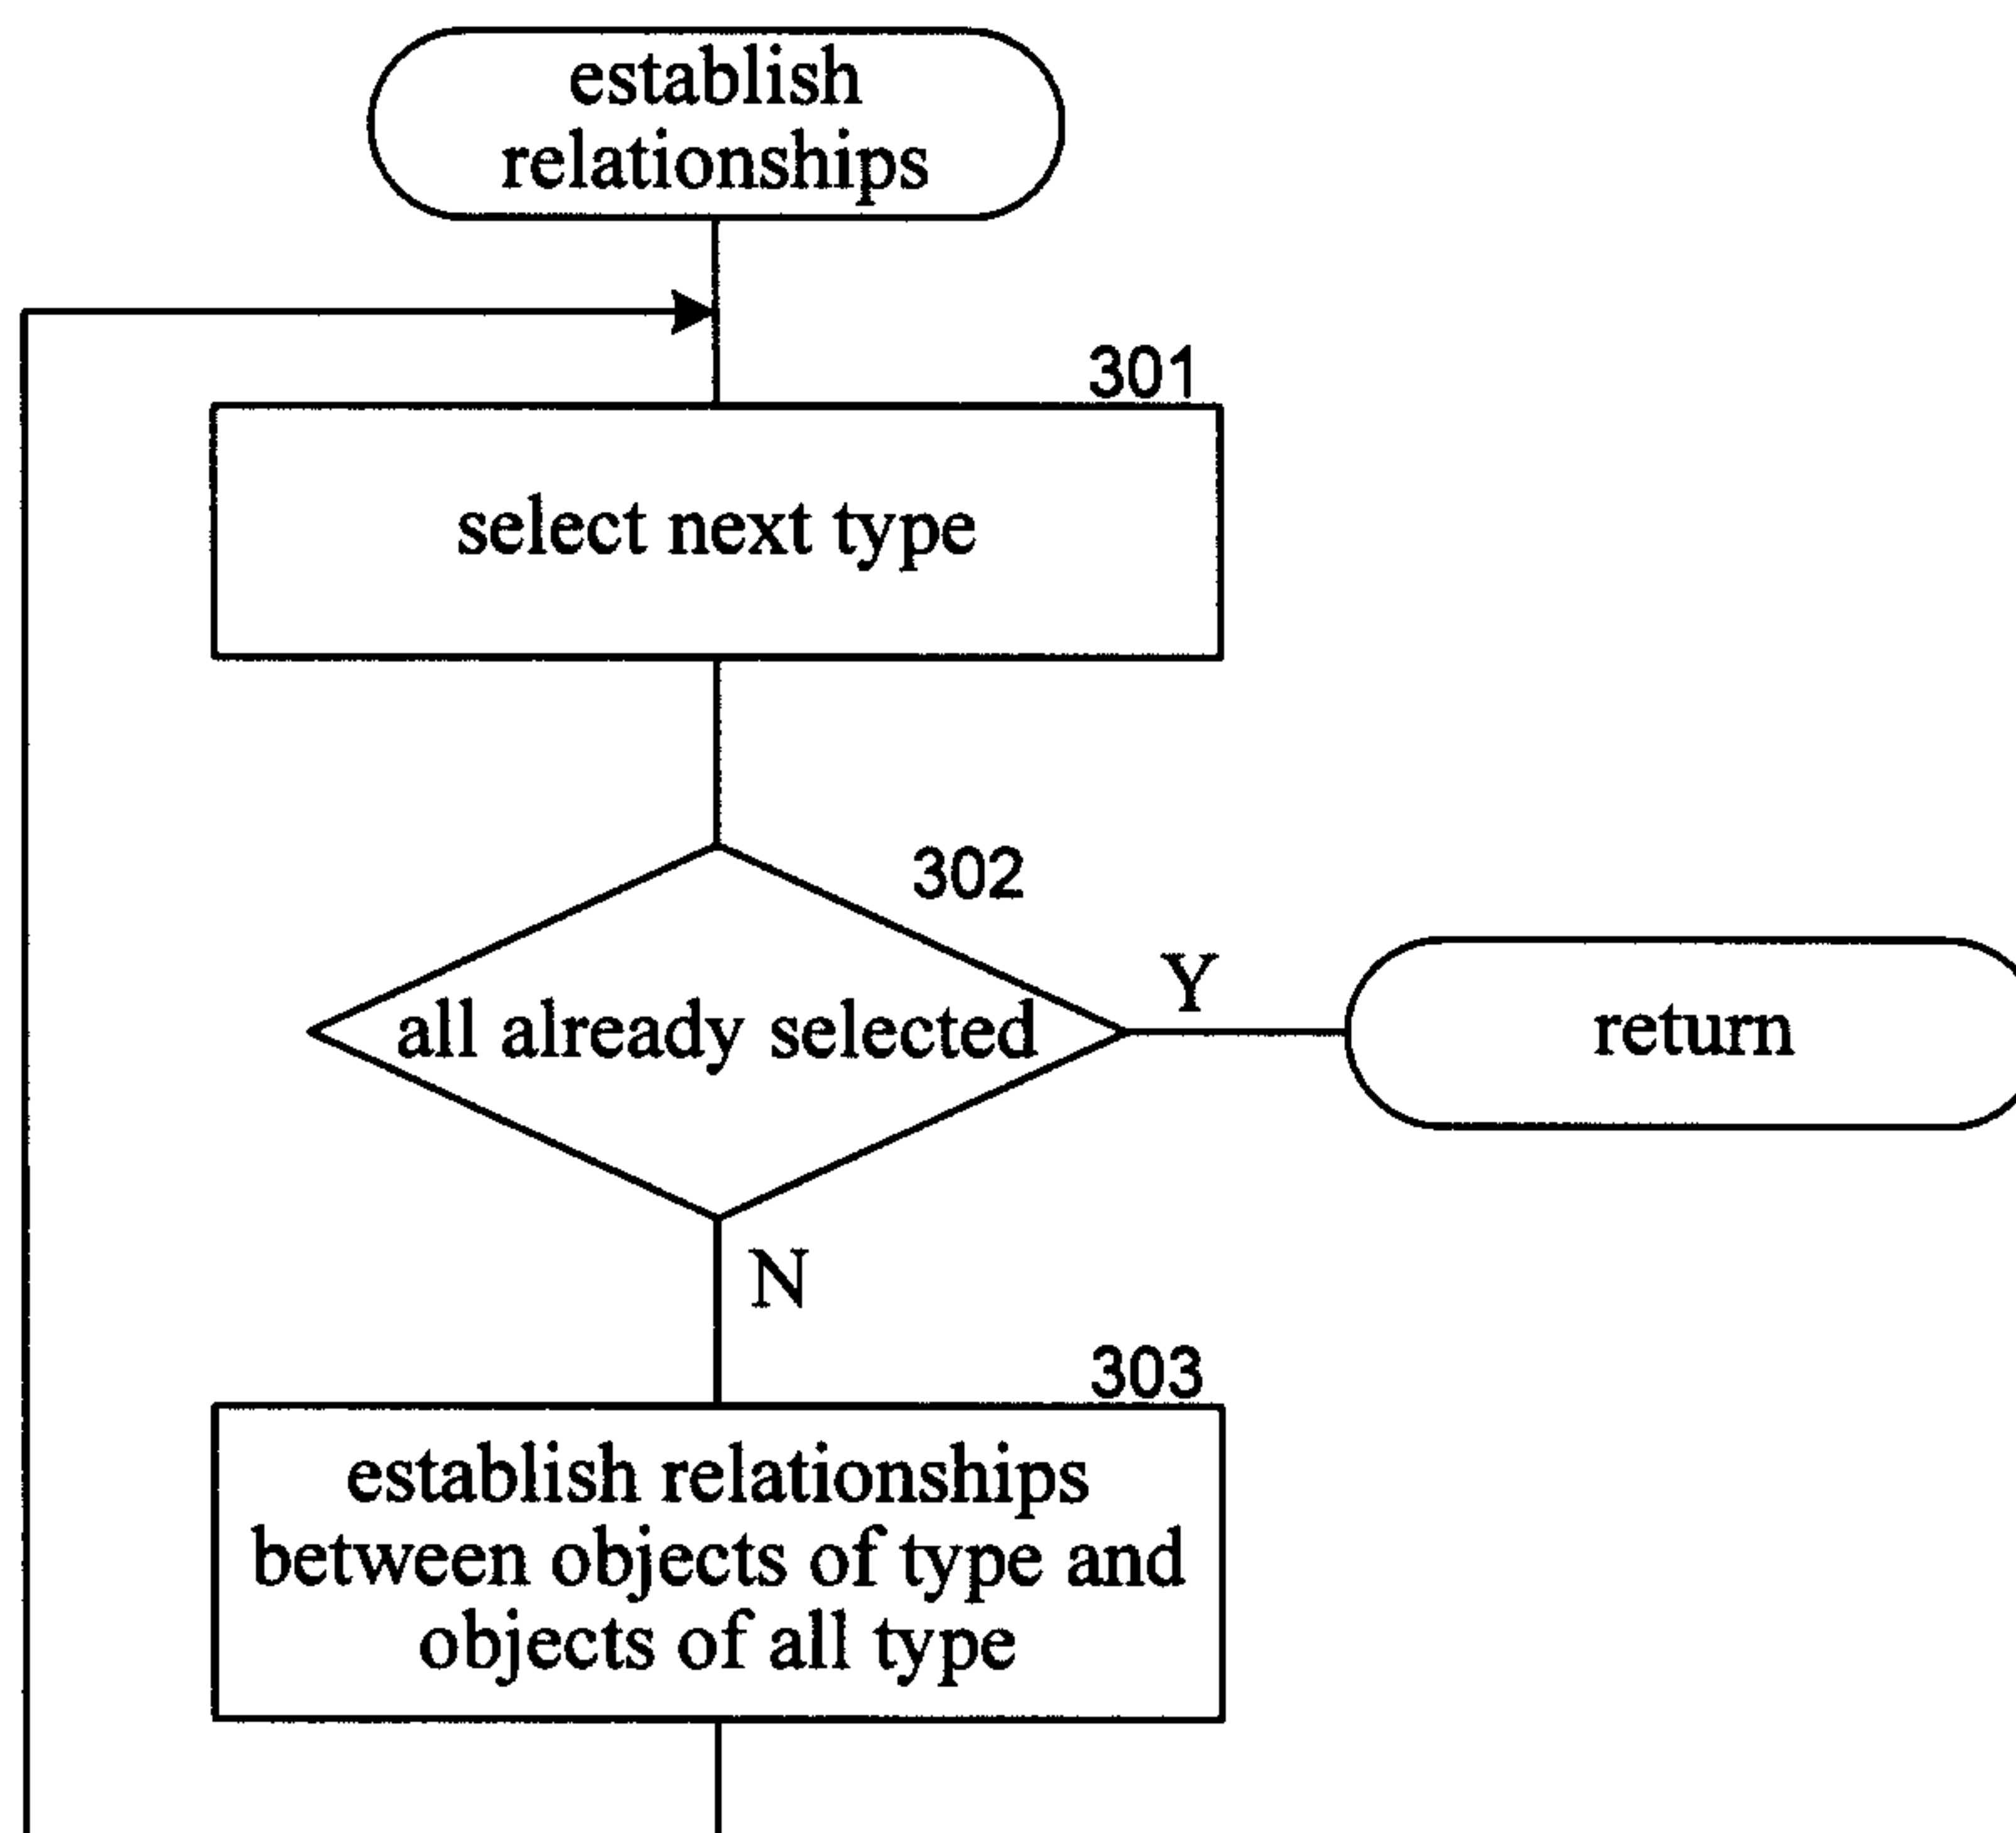 establish
relationships
301
select next type
302
all already selected
Y
return
N
303
establish relationships
between objects of type and
objects of all type